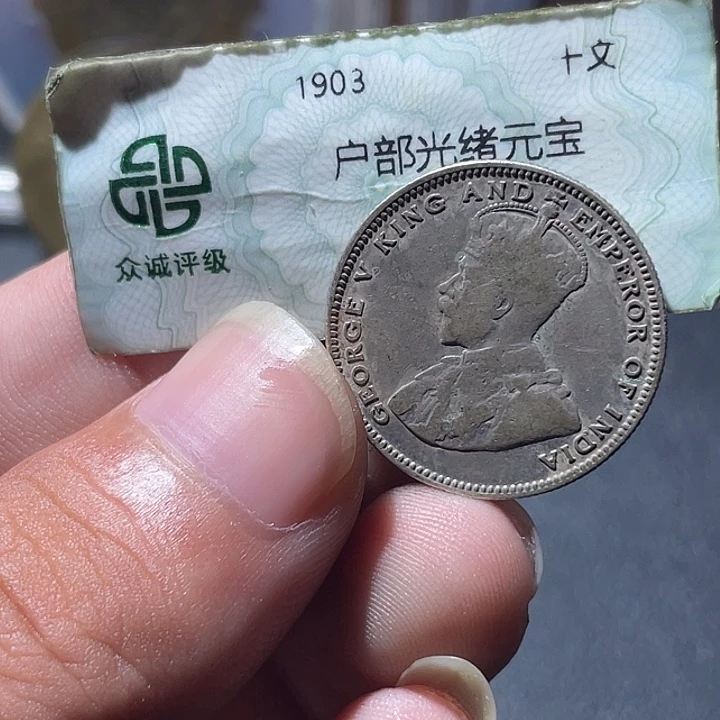 1903
十文
户部光绪元宝
众诚评级
GEORGE V KING AND EMPEROR OF INDIA